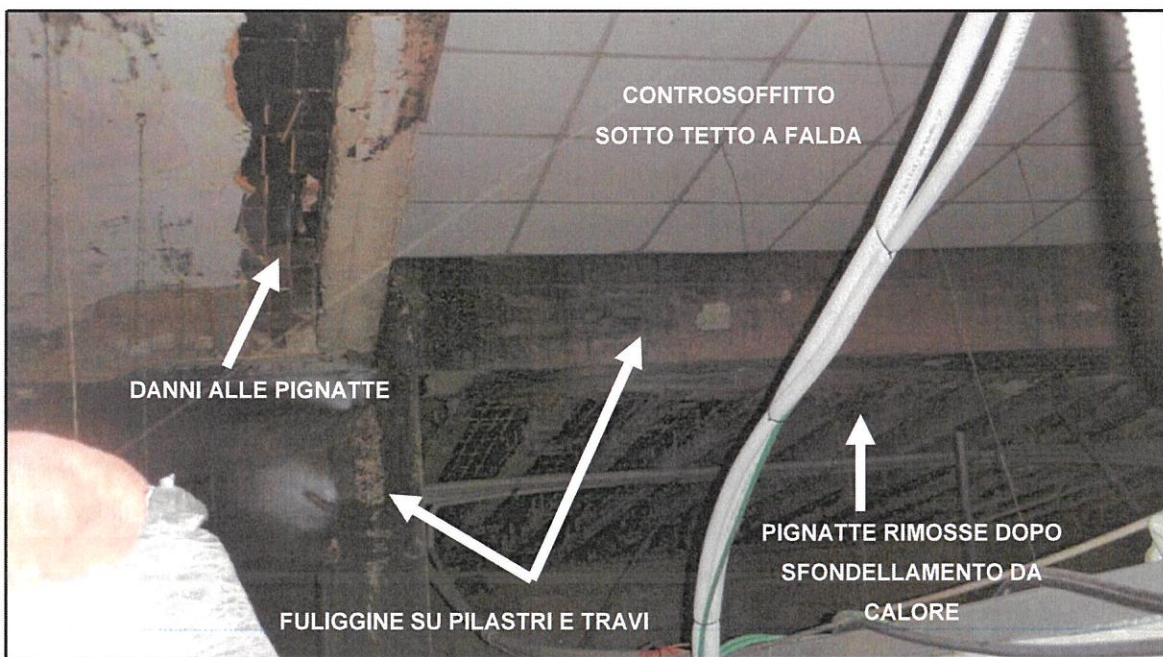 CONTROSOFFITTO
SOTTO TETTO A FALDA
DANNI ALLE PIGNATTE
PIGNATTE RIMOSSE DOPO
SFONDELLAMENTO DA
CALORE
FULIGGINE SU PILASTRI E TRAVI